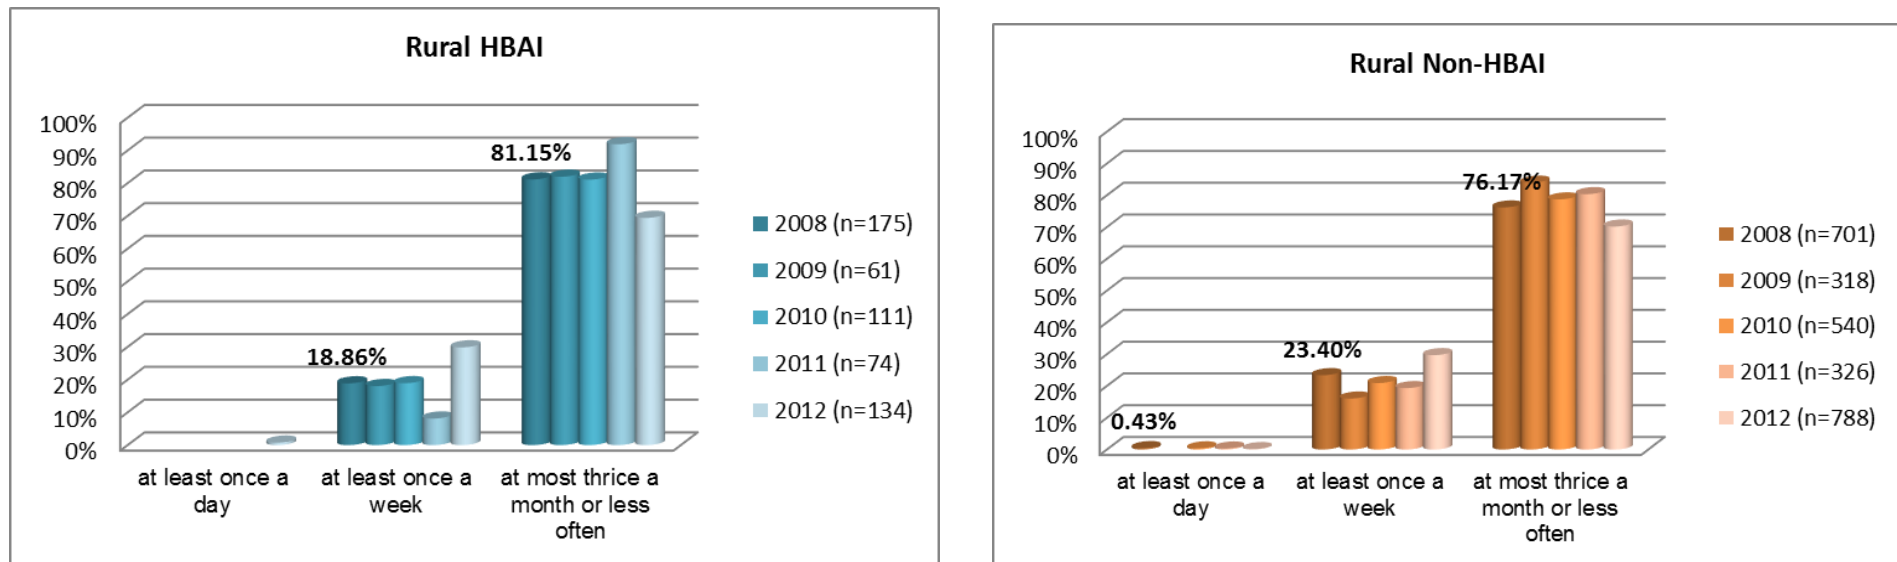 Rural HBAI
100%
90%
80%
70%
60%
50%
40%
30%
20%
10%
0%
81.15%
18.86%
at least once a
day
at least once a
week
at most thrice a
month or less
often
2008 (n=175)
2009 (n=61)
2010 (n=111)
2011 (n=74)
2012 (n=134)
Rural Non-HBAI
100%
90%
80%
70%
60%
50%
40%
30%
20%
10%
0%
76.17%
23.40%
0.43%
at least once a
day
at least once a
week
at most thrice a
month or less
often
2008 (n=701)
2009 (n=318)
2010 (n=540)
2011 (n=326)
2012 (n=788)